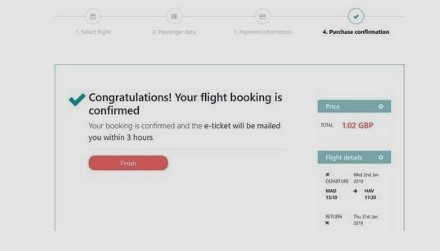 1. Select flight
2. Passenger data
3. Payment information
4. Purchase confirmation
Congratulations! Your flight booking is
confirmed
Your booking is confirmed and the e-ticket will be mailed
you within 3 hours
Finish
Price
TOTAL 1.02 GBP
Flight details
DEPARTURE
Wed 2nd Jan
2019
MAD HAV
13:10 17:20
RETURN
Thu 31st Jan
2019